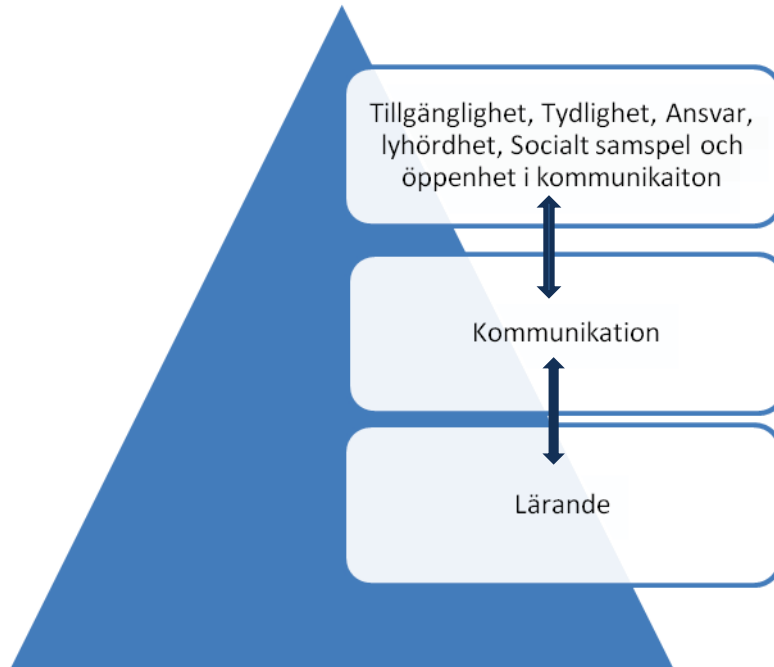 Tillgänglighet, Tydlighet, Ansvar,
lyhördhet, Socialt samspel och
öppenhet i kommunikaiton
Kommunikation
Lärande